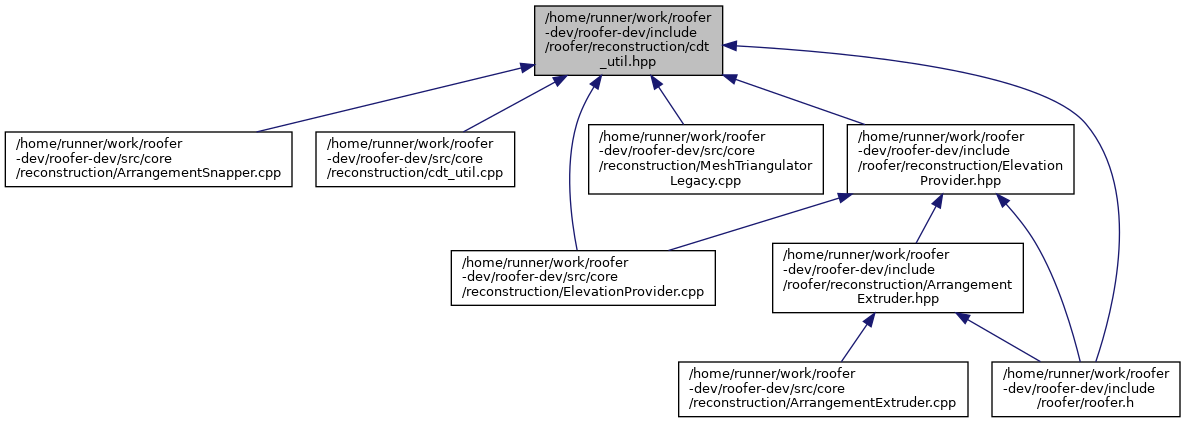 /home/runner/work/roofer
-dev/roofer-dev/include
/roofer/reconstruction/cdt
_util.hpp
/home/runner/work/roofer
-dev/roofer-dev/src/core
/reconstruction/ArrangementSnapper.cpp
/home/runner/work/roofer
-dev/roofer-dev/src/core
/reconstruction/cdt_util.cpp
/home/runner/work/roofer
-dev/roofer-dev/src/core
/reconstruction/MeshTriangulator
Legacy.cpp
/home/runner/work/roofer
-dev/roofer-dev/include
/roofer/reconstruction/Elevation
Provider.hpp
/home/runner/work/roofer
-dev/roofer-dev/src/core
/reconstruction/ElevationProvider.cpp
/home/runner/work/roofer
-dev/roofer-dev/include
/roofer/reconstruction/Arrangement
Extruder.hpp
/home/runner/work/roofer
-dev/roofer-dev/src/core
/reconstruction/ArrangementExtruder.cpp
/home/runner/work/roofer
-dev/roofer-dev/include
/roofer/roofer.h